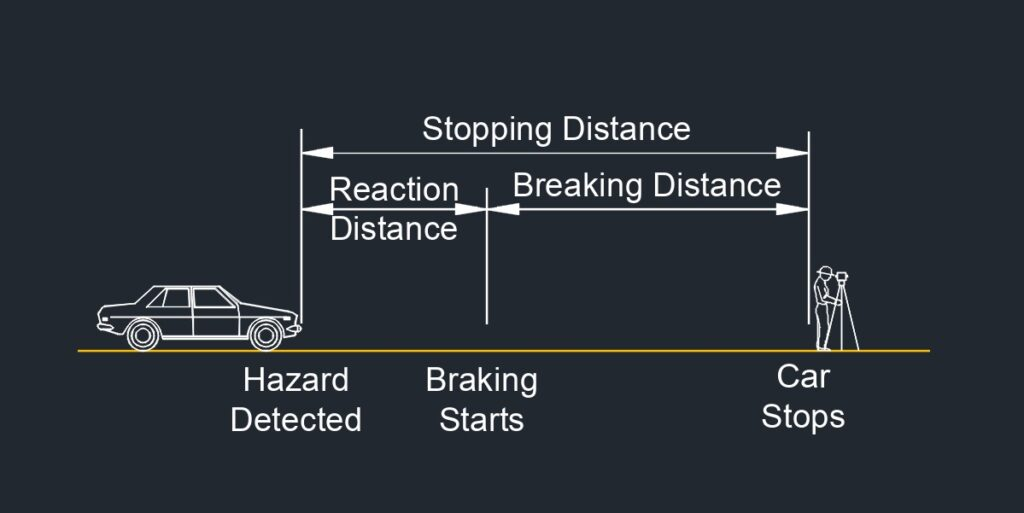 Stopping Distance
Reaction
Distance
Breaking Distance
Hazard
Detected
Braking
Starts
Car
Stops